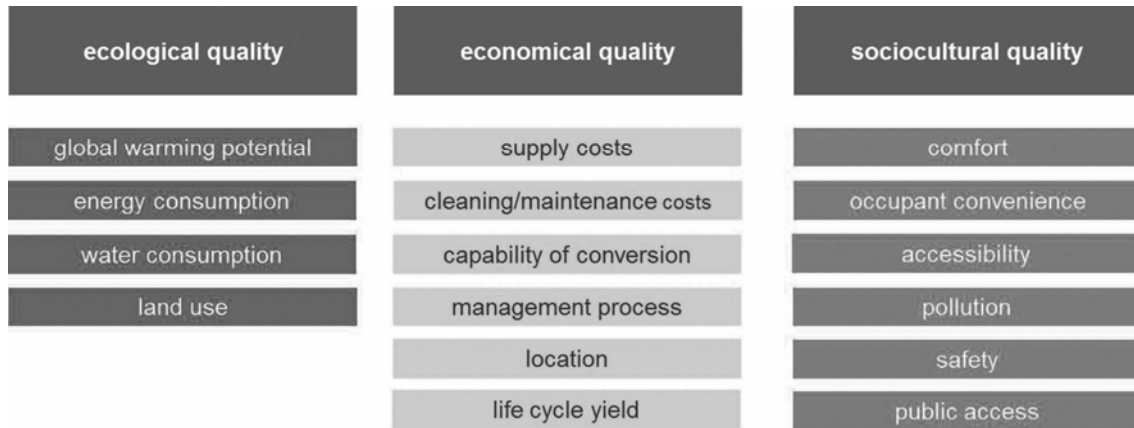 ecological quality
global warming potential
energy consumption
water consumption
land use
economical quality
supply costs
cleaning/maintenance costs
capability of conversion
management process
location
life cycle yield
sociocultural quality
comfort
occupant convenience
accessibility
pollution
safety
public access